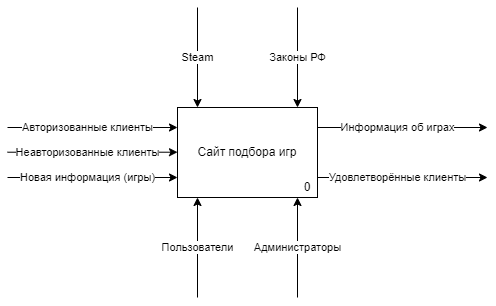 Steam
Законы РФ
Авторизованные клиенты
Неавторизованные клиенты
Новая информация (игры)
Сайт подбора игр
0
Информация об играх
Удовлетворённые клиенты
Пользователи
Администраторы